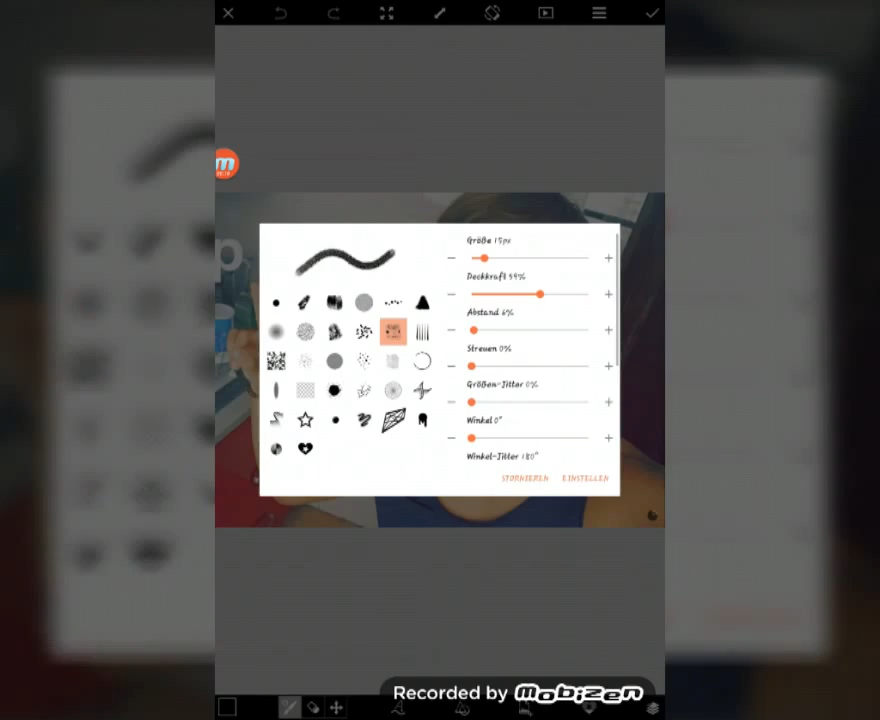 p
Größe 15px
Deckkraft 59%
Abstand 6%
Streuen 0%
Größen-Jitter 0%
Winkel 0°
Winkel-Jitter 180°
STORNIEREN EINSTELLEN
Recorded by mobizen